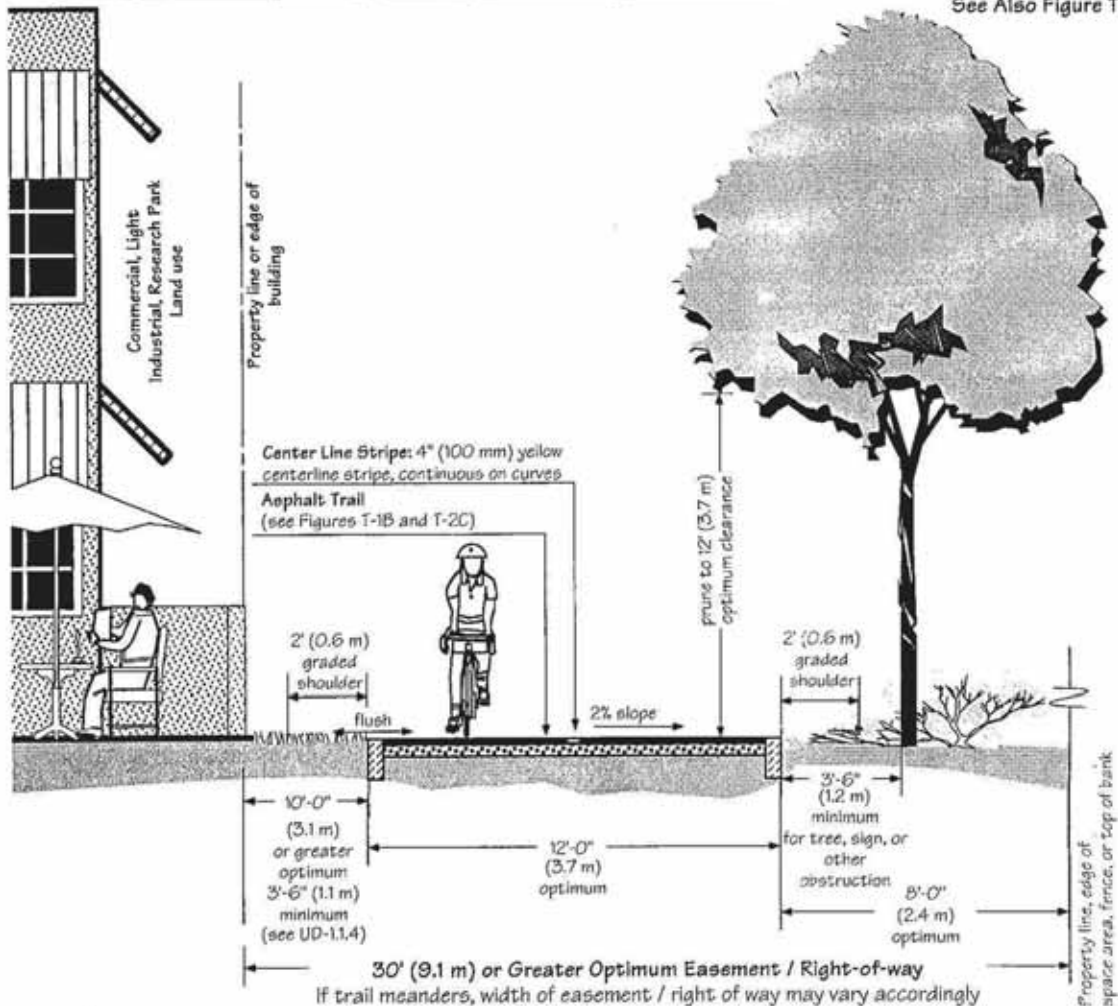 See Also Figure T
Commercial, Light
Industrial, Research Park
Land use
Property line or edge of
building
Center Line Stripe: 4" (100 mm) yellow
centerline stripe, continuous on curves
Asphalt Trail
(see Figures T-1B and T-2C)
prune to 12' (3.7 m)
optimum clearance
2' (0.6 m)
graded
shoulder
flush
2% slope
2' (0.6 m)
graded
shoulder
10'-0"
(3.1 m)
or greater
optimum
3'-6" (1.1 m)
minimum
(see UD-1.1.4)
12'-0"
(3.7 m)
optimum
3'-6"
(1.2 m)
minimum
for tree, sign, or
other
obstruction
8'-0"
(2.4 m)
optimum
Property line, edge of
space area, fence, or top of bank
30' (9.1 m) or Greater Optimum Easement / Right-of-way
If trail meanders, width of easement / right of way may vary accordingly